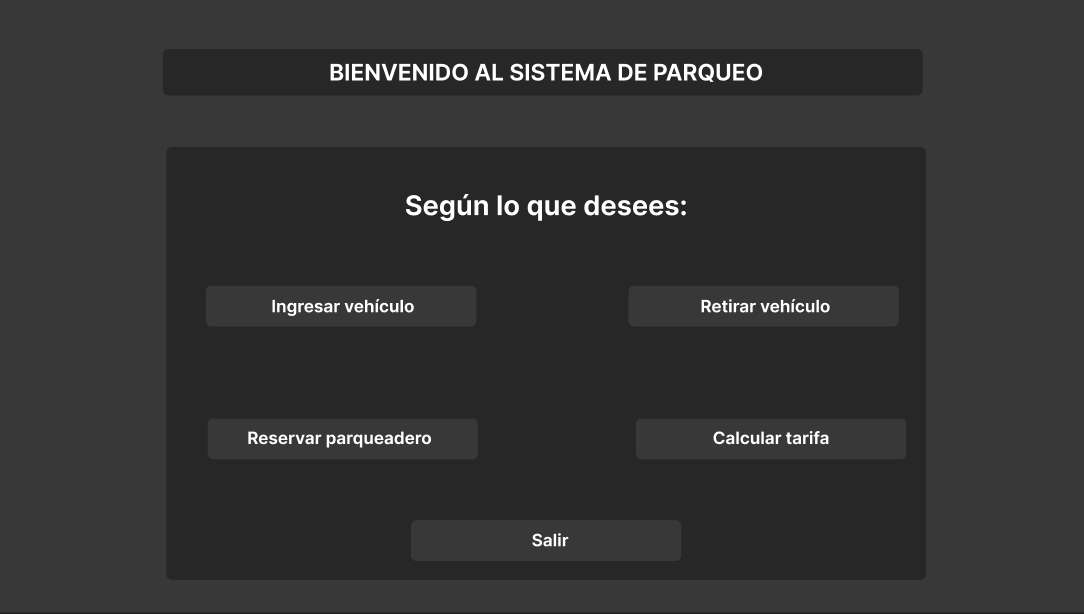 BIENVENIDO AL SISTEMA DE PARQUEO
Según lo que desees:
Ingresar vehículo
Retirar vehículo
Reservar parqueadero
Calcular tarifa
Salir